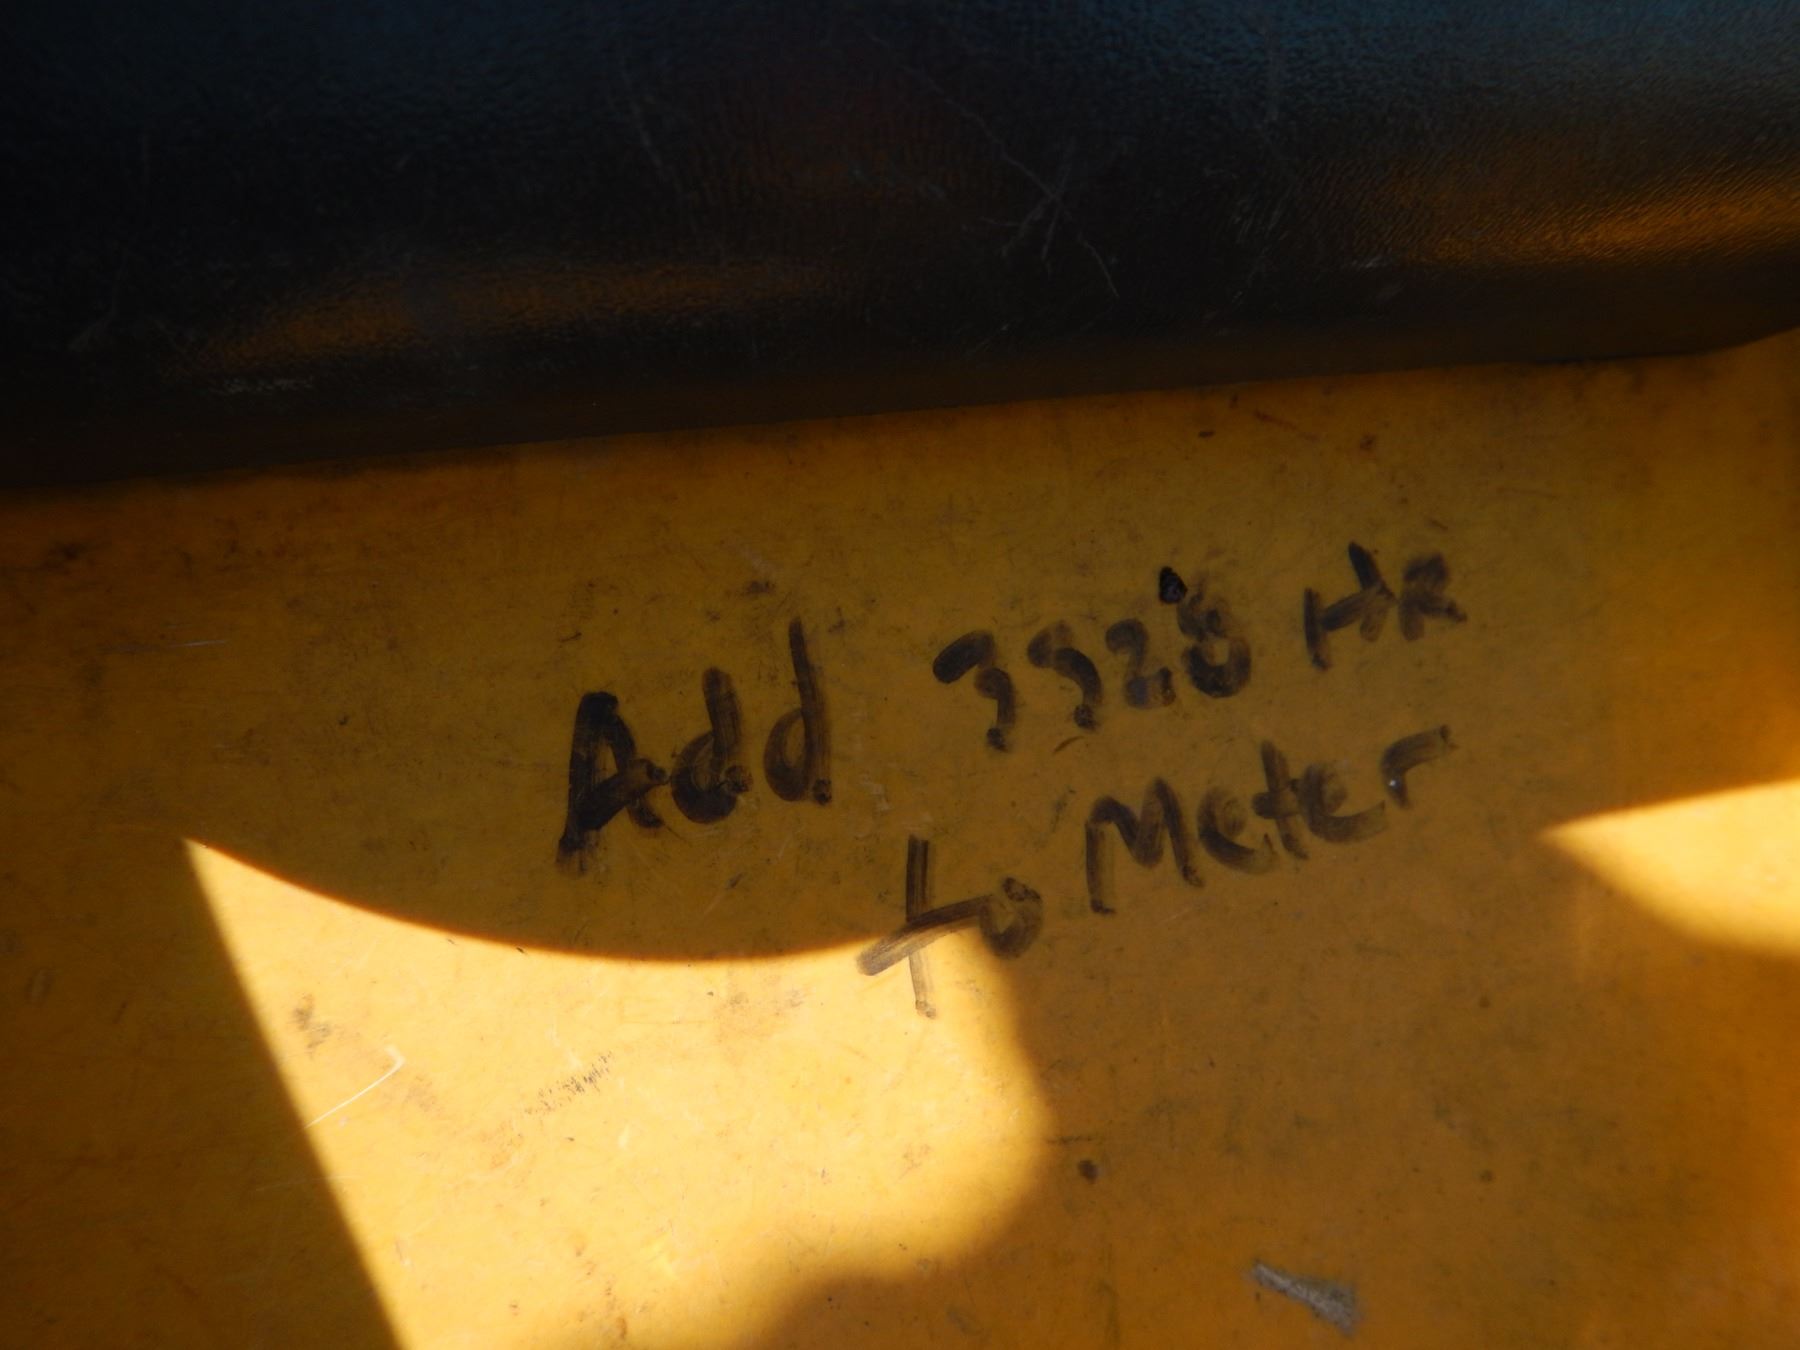 Add 3528 HR
to Meter